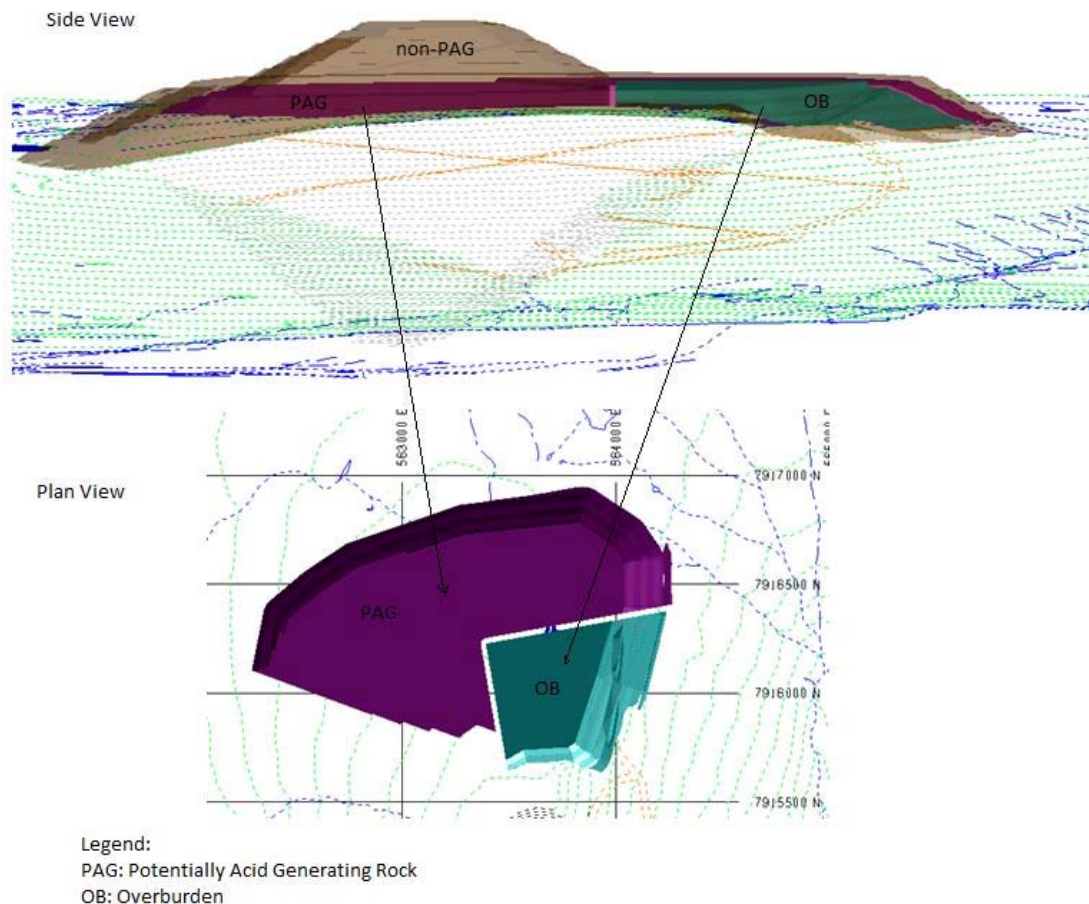 Side View
non-PAG
PAG
OB
Plan View
563000 E
564000 E
7917000 N
7916500 N
PAG
OB
7916000 N
7915500 N
Legend:
PAG: Potentially Acid Generating Rock
OB: Overburden